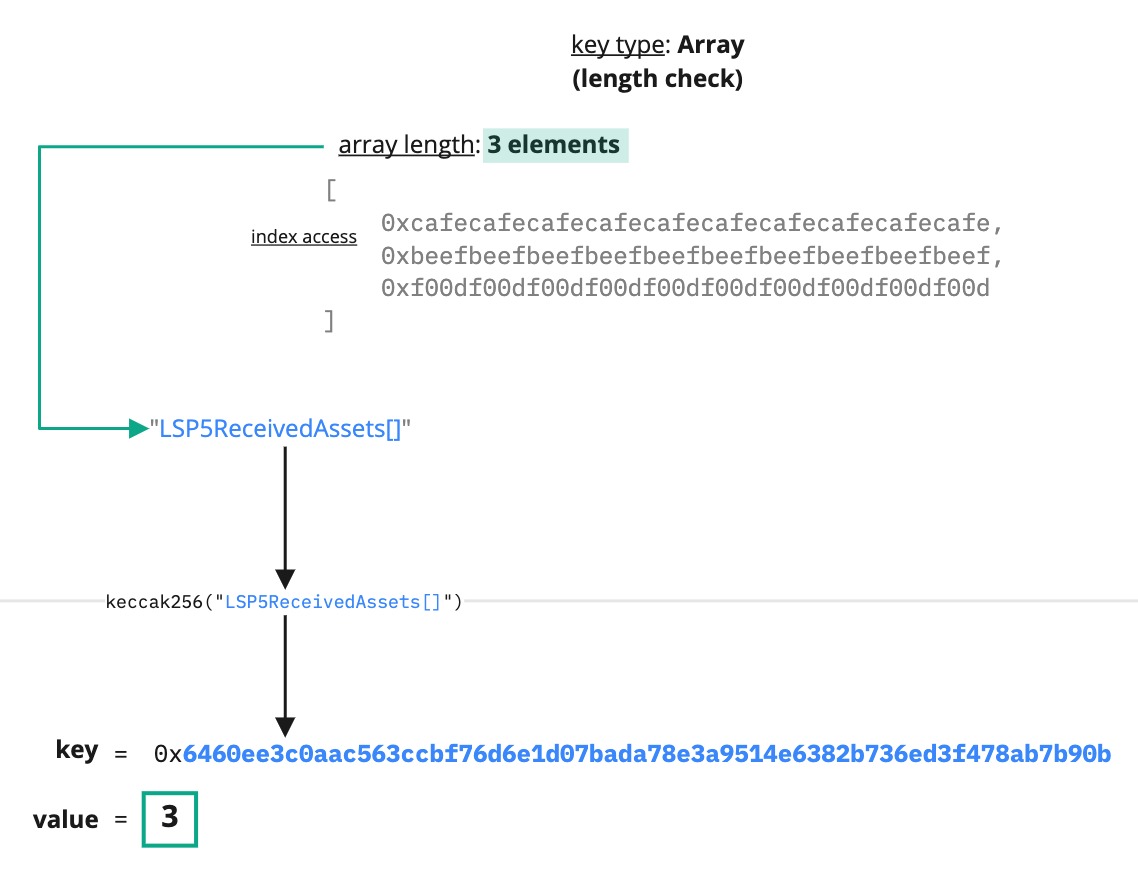 key type: Array
(length check)
array length: 3 elements
[
index access
0xcafecafecafecafecafecafecafecafecafecafe,
0xbeefbeefbeefbeefbeefbeefbeefbeefbeefbeef,
0xf00df00df00df00df00df00df00df00df00df00d
]
"LSP5ReceivedAssets[]"
keccak256("LSP5ReceivedAssets[]")
key = 0x6460ee3c0aac563ccbf76d6e1d07bada78e3a9514e6382b736ed3f478ab7b90b
value = 3